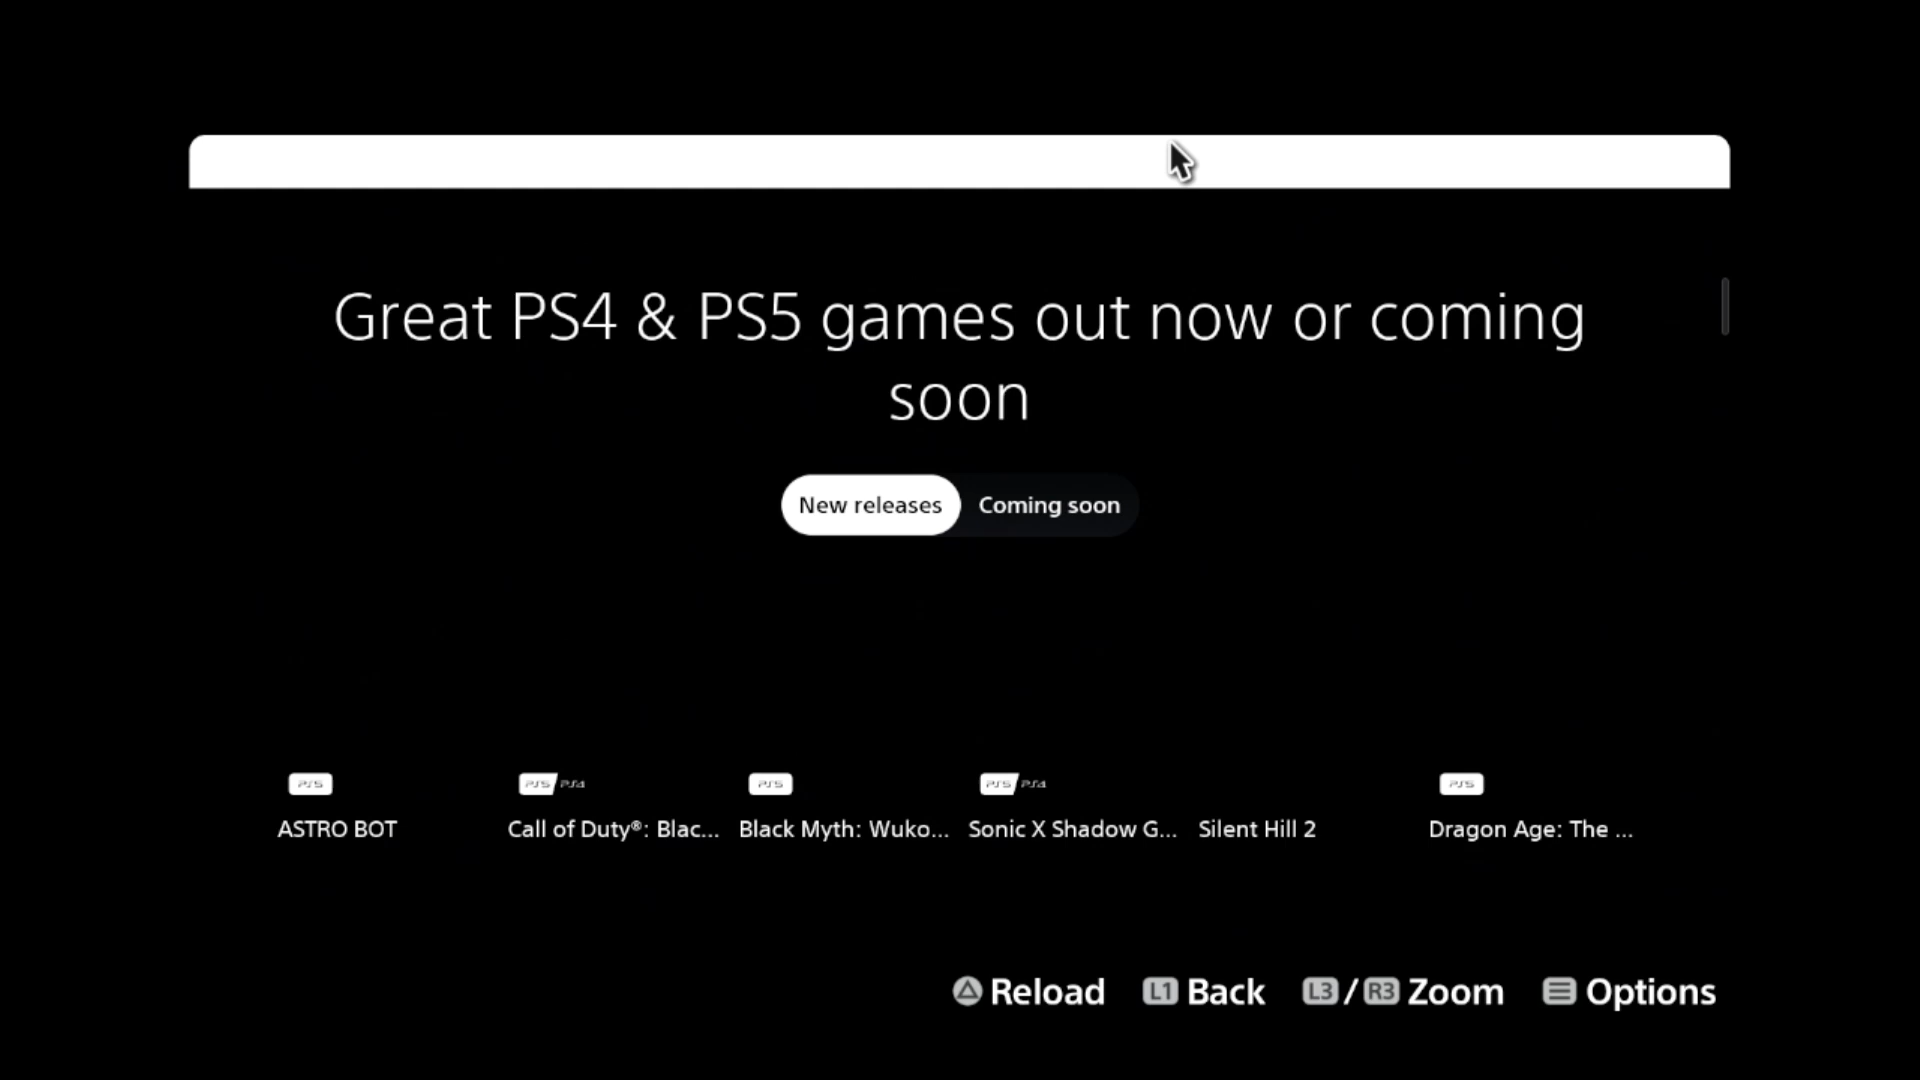 Great PS4 & PS5 games out now or coming
soon
New releases Coming soon
PS5 PS5 PS4 PS5 PS5 PS4 PS5
ASTRO BOT Call of Duty®: Blac... Black Myth: Wuko... Sonic X Shadow G... Silent Hill 2 Dragon Age: The ...
Reload L1 Back L3/R3 Zoom Options